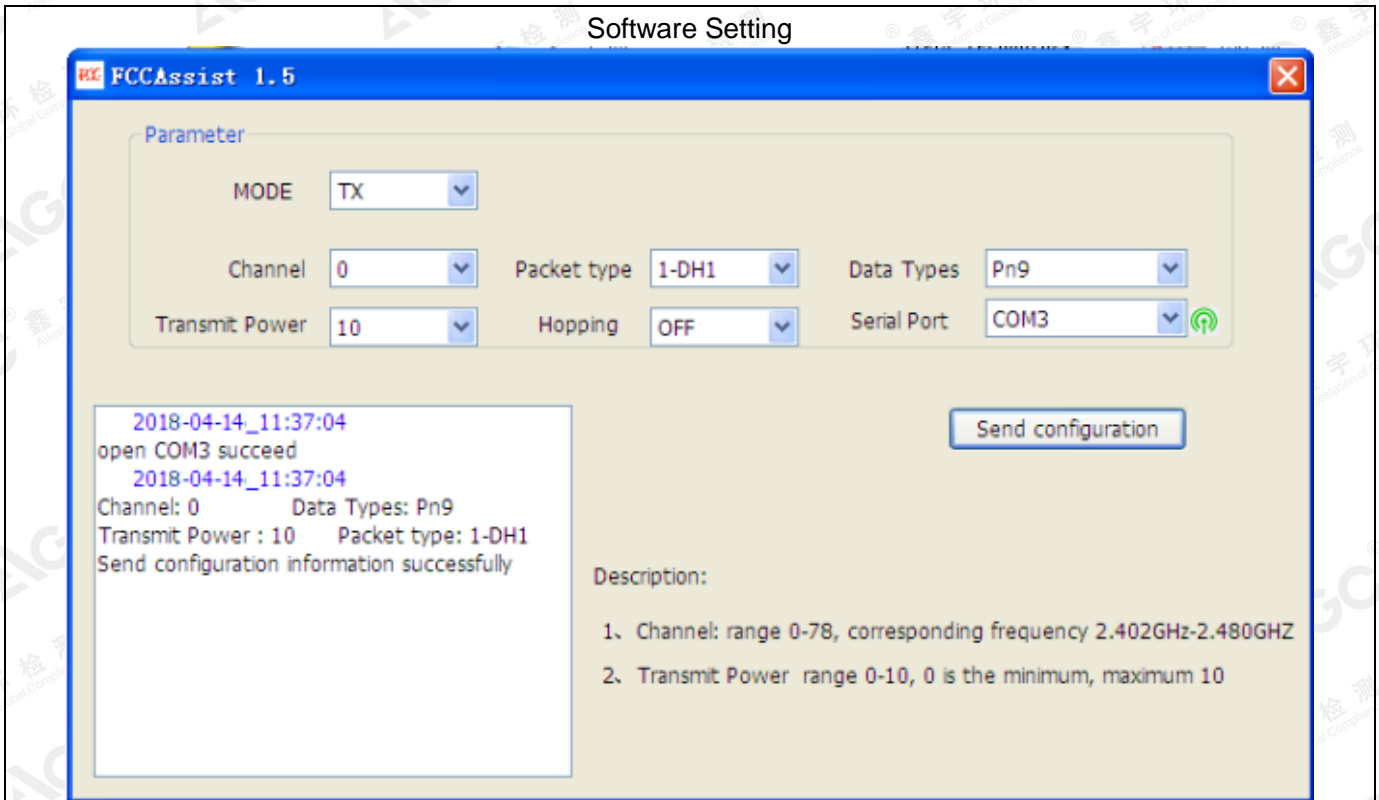 Software Setting
FCCAssist 1.5
Parameter
MODE TX
Channel 0 Packet type 1-DH1 Data Types Pn9
Transmit Power 10 Hopping OFF Serial Port COM3
2018-04-14_11:37:04
open COM3 succeed
2018-04-14_11:37:04
Channel: 0 Data Types: Pn9
Transmit Power : 10 Packet type: 1-DH1
Send configuration information successfully
Send configuration
Description:
1、Channel: range 0-78, corresponding frequency 2.402GHz-2.480GHZ
2、Transmit Power range 0-10, 0 is the minimum, maximum 10